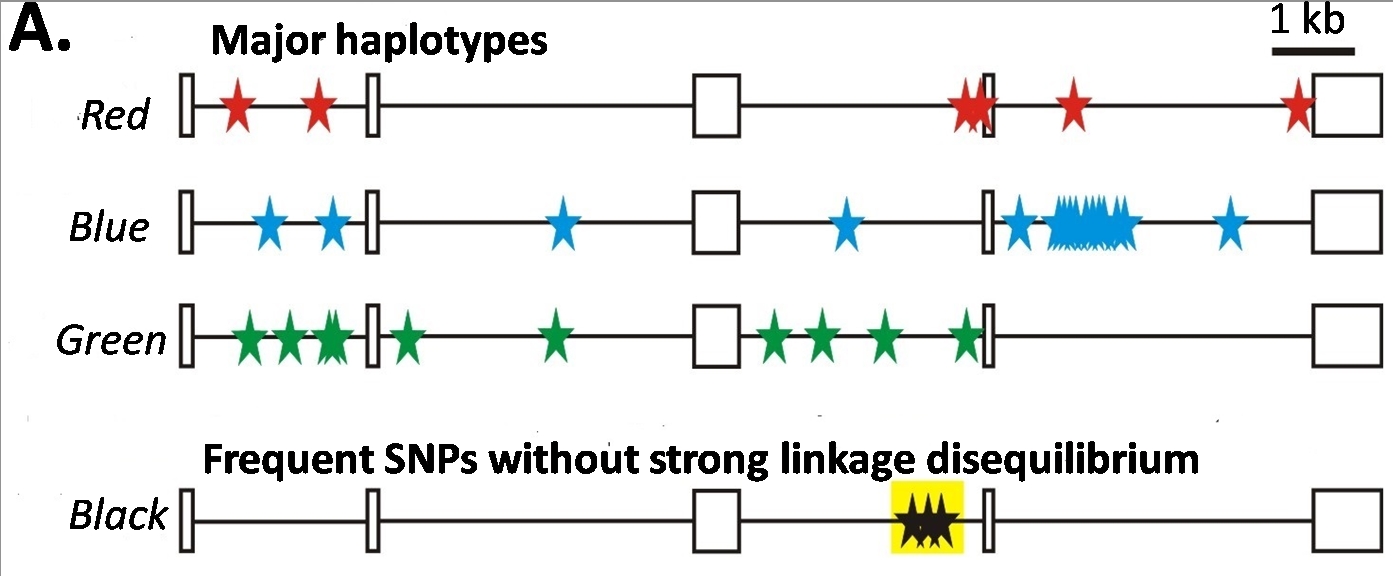 A.
Major haplotypes
1 kb
Red
Blue
Green
Frequent SNPs without strong linkage disequilibrium
Black